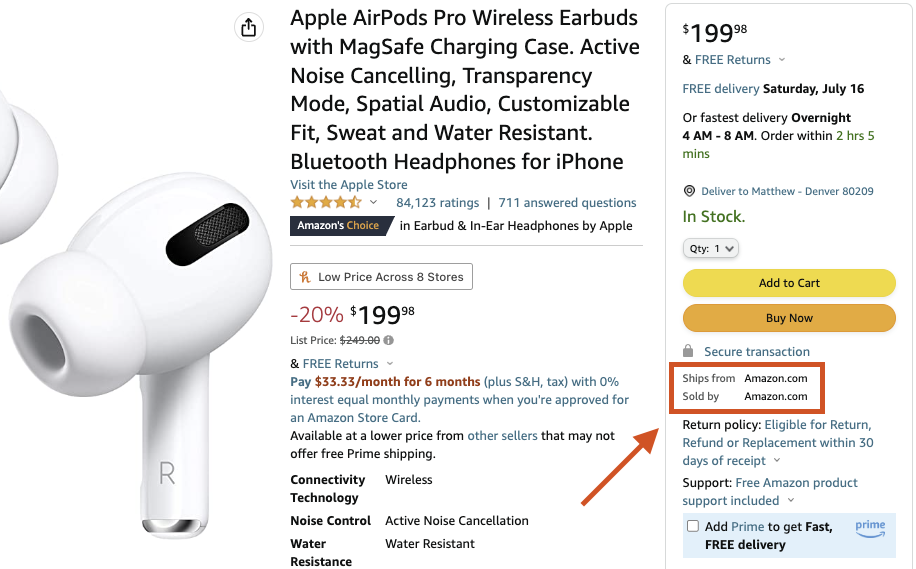 Apple AirPods Pro Wireless Earbuds
with MagSafe Charging Case. Active
Noise Cancelling, Transparency
Mode, Spatial Audio, Customizable
Fit, Sweat and Water Resistant.
Bluetooth Headphones for iPhone
Visit the Apple Store
84,123 ratings | 711 answered questions
Amazon's Choice in Earbud & In-Ear Headphones by Apple
Low Price Across 8 Stores
-20% $199.98
List Price: $249.00
& FREE Returns
Pay $33.33/month for 6 months (plus S&H, tax) with 0%
interest equal monthly payments when you're approved for
an Amazon Store Card.
Available at a lower price from other sellers that may not
offer free Prime shipping.
Connectivity Technology Wireless
Noise Control Active Noise Cancellation
Water Resistance Water Resistant
R
$199.98
& FREE Returns
FREE delivery Saturday, July 16
Or fastest delivery Overnight
4 AM - 8 AM. Order within 2 hrs 5
mins
Deliver to Matthew - Denver 80209
In Stock.
Qty: 1
Add to Cart
Buy Now
Secure transaction
Ships from Amazon.com
Sold by Amazon.com
Return policy: Eligible for Return,
Refund or Replacement within 30
days of receipt
Support: Free Amazon product
support included
Add Prime to get Fast,
FREE delivery
prime